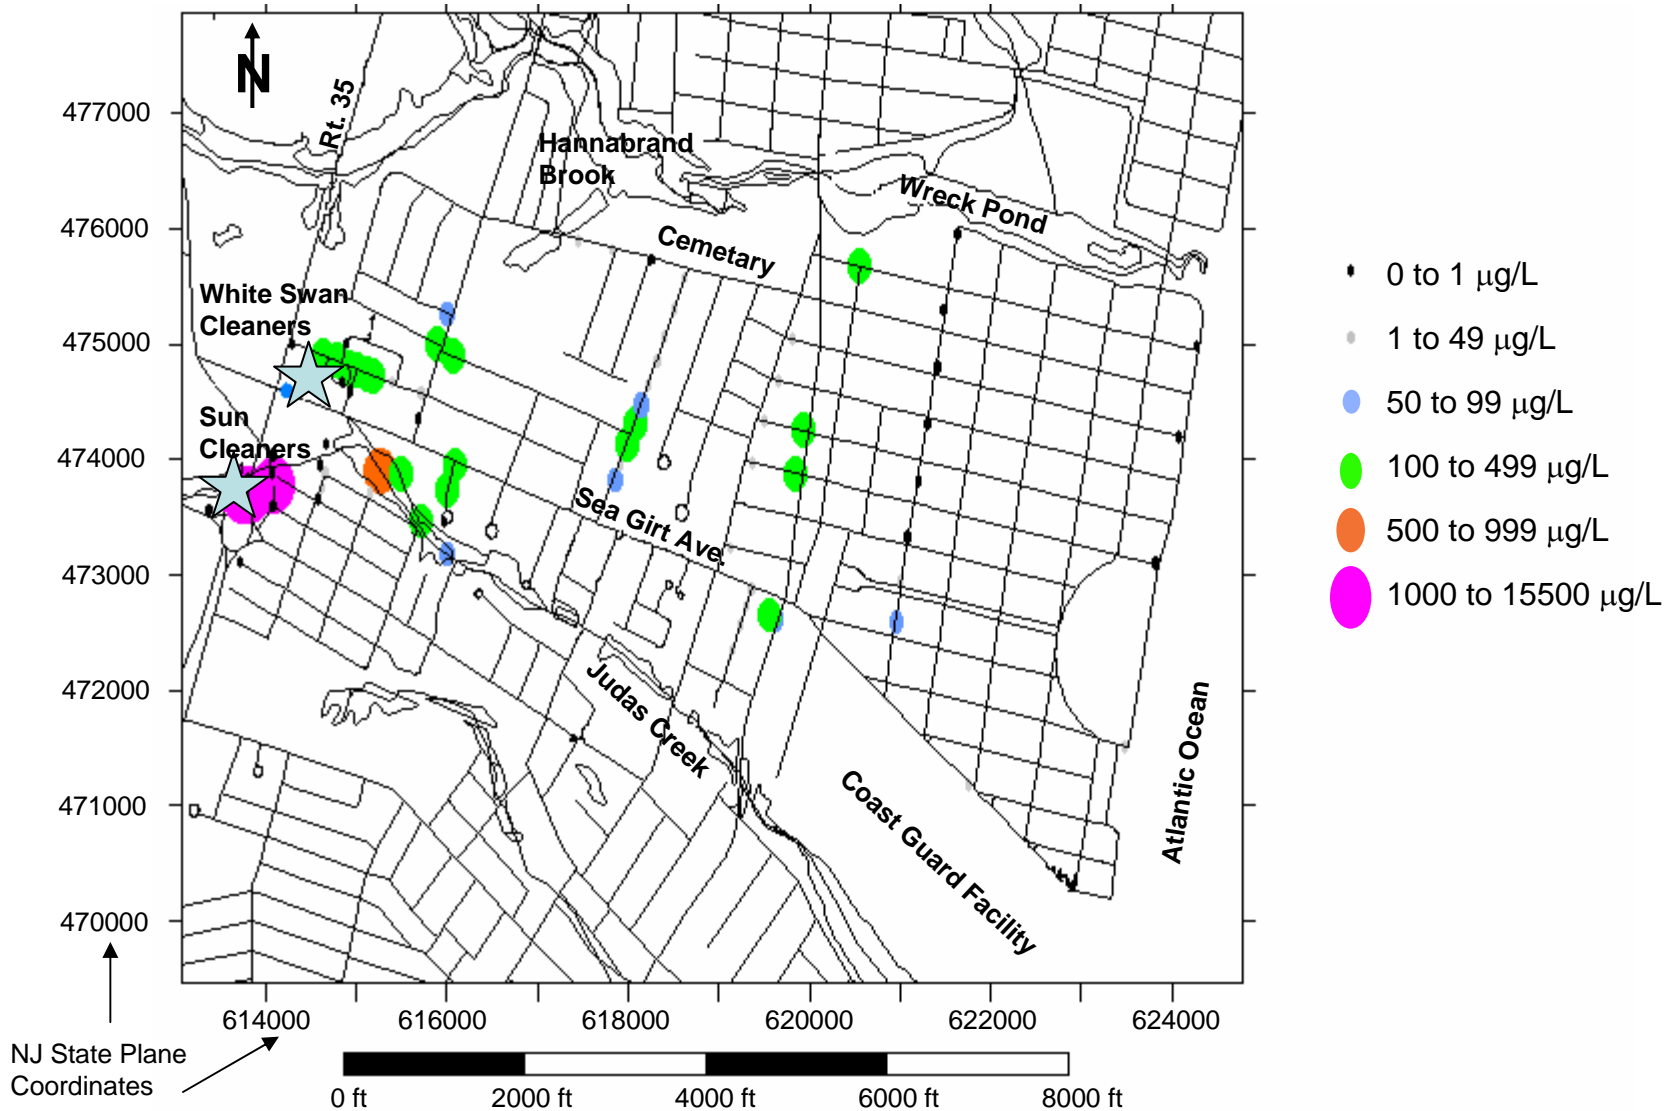 N
Rt. 35
477000
476000
475000
474000
473000
472000
471000
470000
Hannabrand
Brook
Wreck Pond
Cemetary
White Swan
Cleaners
Sun
Cleaners
Sea Girt Ave.
Judas Creek
Coast Guard Facility
Atlantic Ocean
0 to 1 μg/L
1 to 49 μg/L
50 to 99 μg/L
100 to 499 μg/L
500 to 999 μg/L
1000 to 15500 μg/L
614000
616000
618000
620000
622000
624000
NJ State Plane
Coordinates
0 ft
2000 ft
4000 ft
6000 ft
8000 ft